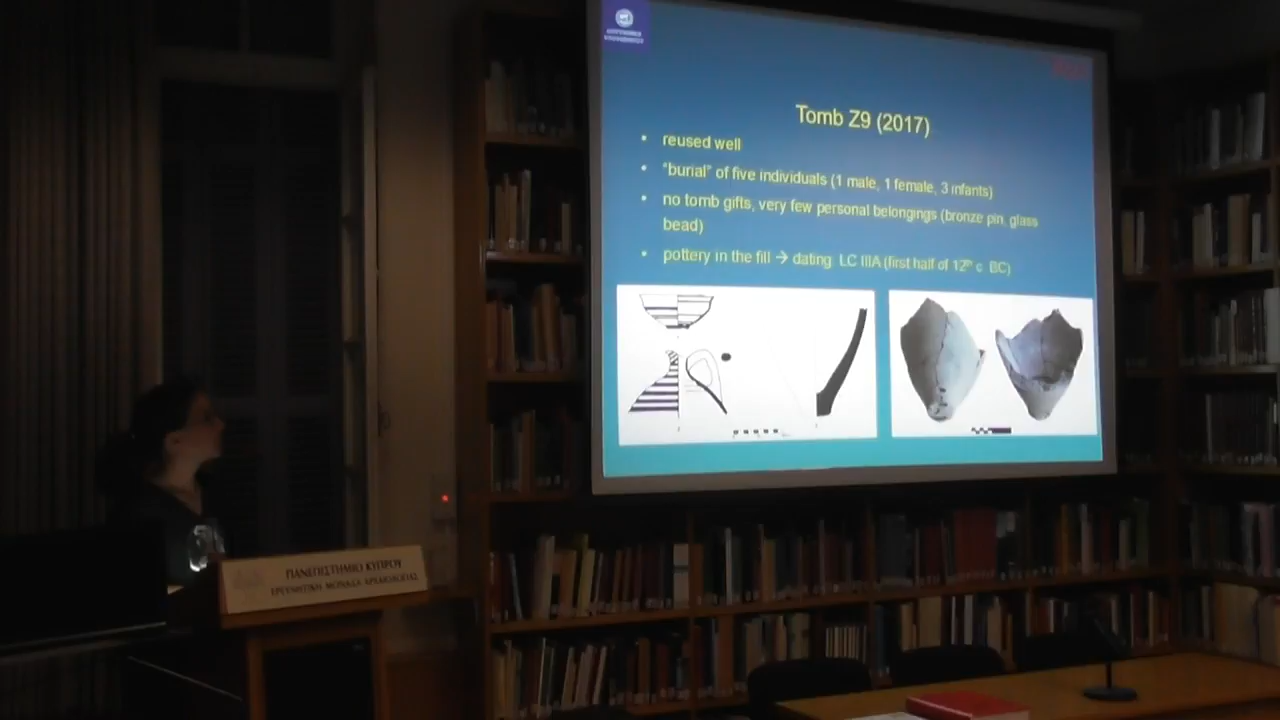 Tomb Z9 (2017)
• reused well
• "burial" of five individuals (1 male, 1 female, 3 infants)
• no tomb gifts, very few personal belongings (bronze pin, glass
bead)
• pottery in the fill → dating: LC IIIA (first half of 12th c. BC)
ΠΑΝΕΠΙΣΤΗΜΙΟ ΚΥΠΡΟΥ
ΕΡΕΥΝΗΤΙΚΗ ΜΟΝΑΔΑ ΑΡΧΑΙΟΛΟΓΙΑΣ